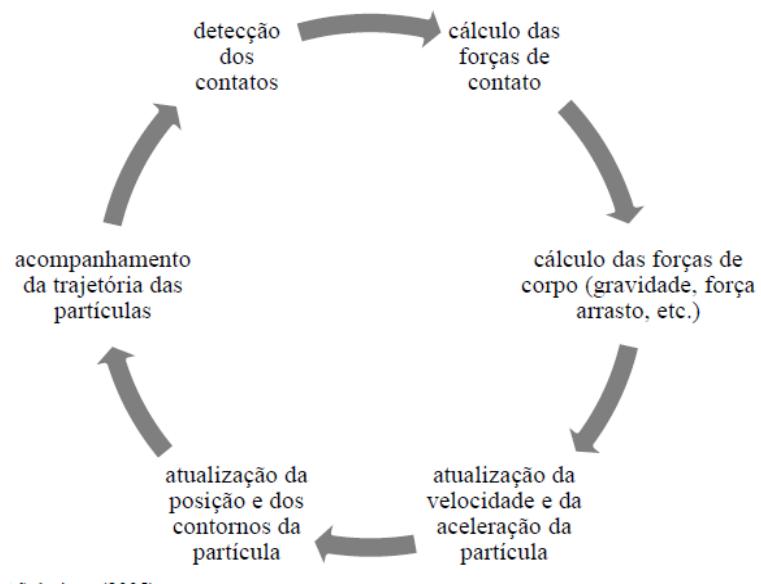 detecção
dos
contatos
cálculo das
forças de
contato
cálculo das forças de
corpo (gravidade, força
arrasto, etc.)
atualização da
velocidade e da
aceleração da
partícula
atualização da
posição e dos
contornos da
partícula
acompanhamento
da trajetória das
partículas